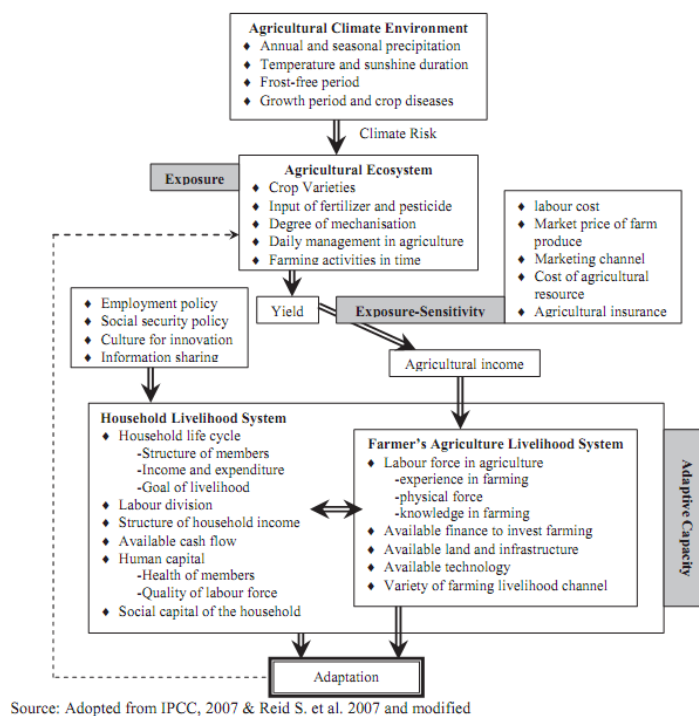 Agricultural Climate Environment
♦ Annual and seasonal precipitation
♦ Temperature and sunshine duration
♦ Frost-free period
♦ Growth period and crop diseases
Climate Risk
Exposure
Agricultural Ecosystem
♦ Crop Varieties
♦ Input of fertilizer and pesticide
♦ Degree of mechanisation
♦ Daily management in agriculture
♦ Farming activities in time
♦ labour cost
♦ Market price of farm
produce
♦ Marketing channel
♦ Cost of agricultural
resource
♦ Agricultural insurance
♦ Employment policy
♦ Social security policy
♦ Culture for innovation
♦ Information sharing
Yield
Exposure-Sensitivity
Agricultural income
Household Livelihood System
♦ Household life cycle
-Structure of members
-Income and expenditure
-Goal of livelihood
♦ Labour division
♦ Structure of household income
♦ Available cash flow
♦ Human capital
-Health of members
-Quality of labour force
♦ Social capital of the household
Farmer's Agriculture Livelihood System
♦ Labour force in agriculture
-experience in farming
-physical force
-knowledge in farming
♦ Available finance to invest farming
♦ Available land and infrastructure
♦ Available technology
♦ Variety of farming livelihood channel
Adaptive Capacity
Adaptation
Source: Adopted from IPCC, 2007 & Reid S. et al. 2007 and modified